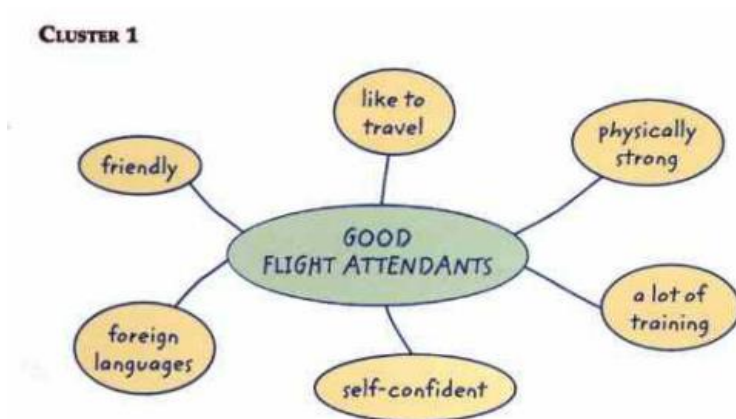 CLUSTER 1
like to
travel
physically
strong
friendly
GOOD
FLIGHT ATTENDANTS
a lot of
training
foreign
languages
self-confident